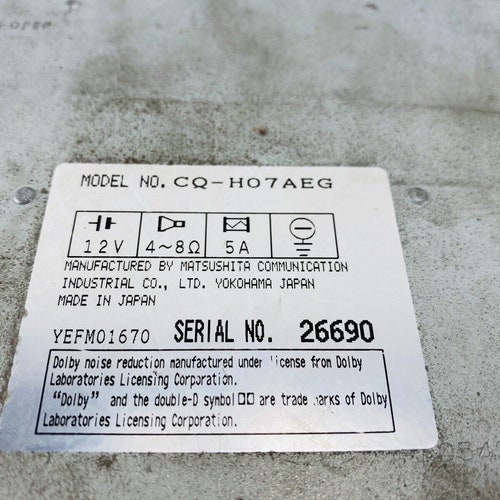 MODEL NO. CQ-H07AEG
12V 4~8Ω 5A
MANUFACTURED BY MATSUSHITA COMMUNICATION
INDUSTRIAL CO., LTD. YOKOHAMA JAPAN
MADE IN JAPAN
YEFM01670 SERIAL NO. 26690
Dolby noise reduction manufactured under license from Dolby
Laboratories Licensing Corporation.
"Dolby" and the double-D symbol are trade marks of Dolby
Laboratories Licensing Corporation.